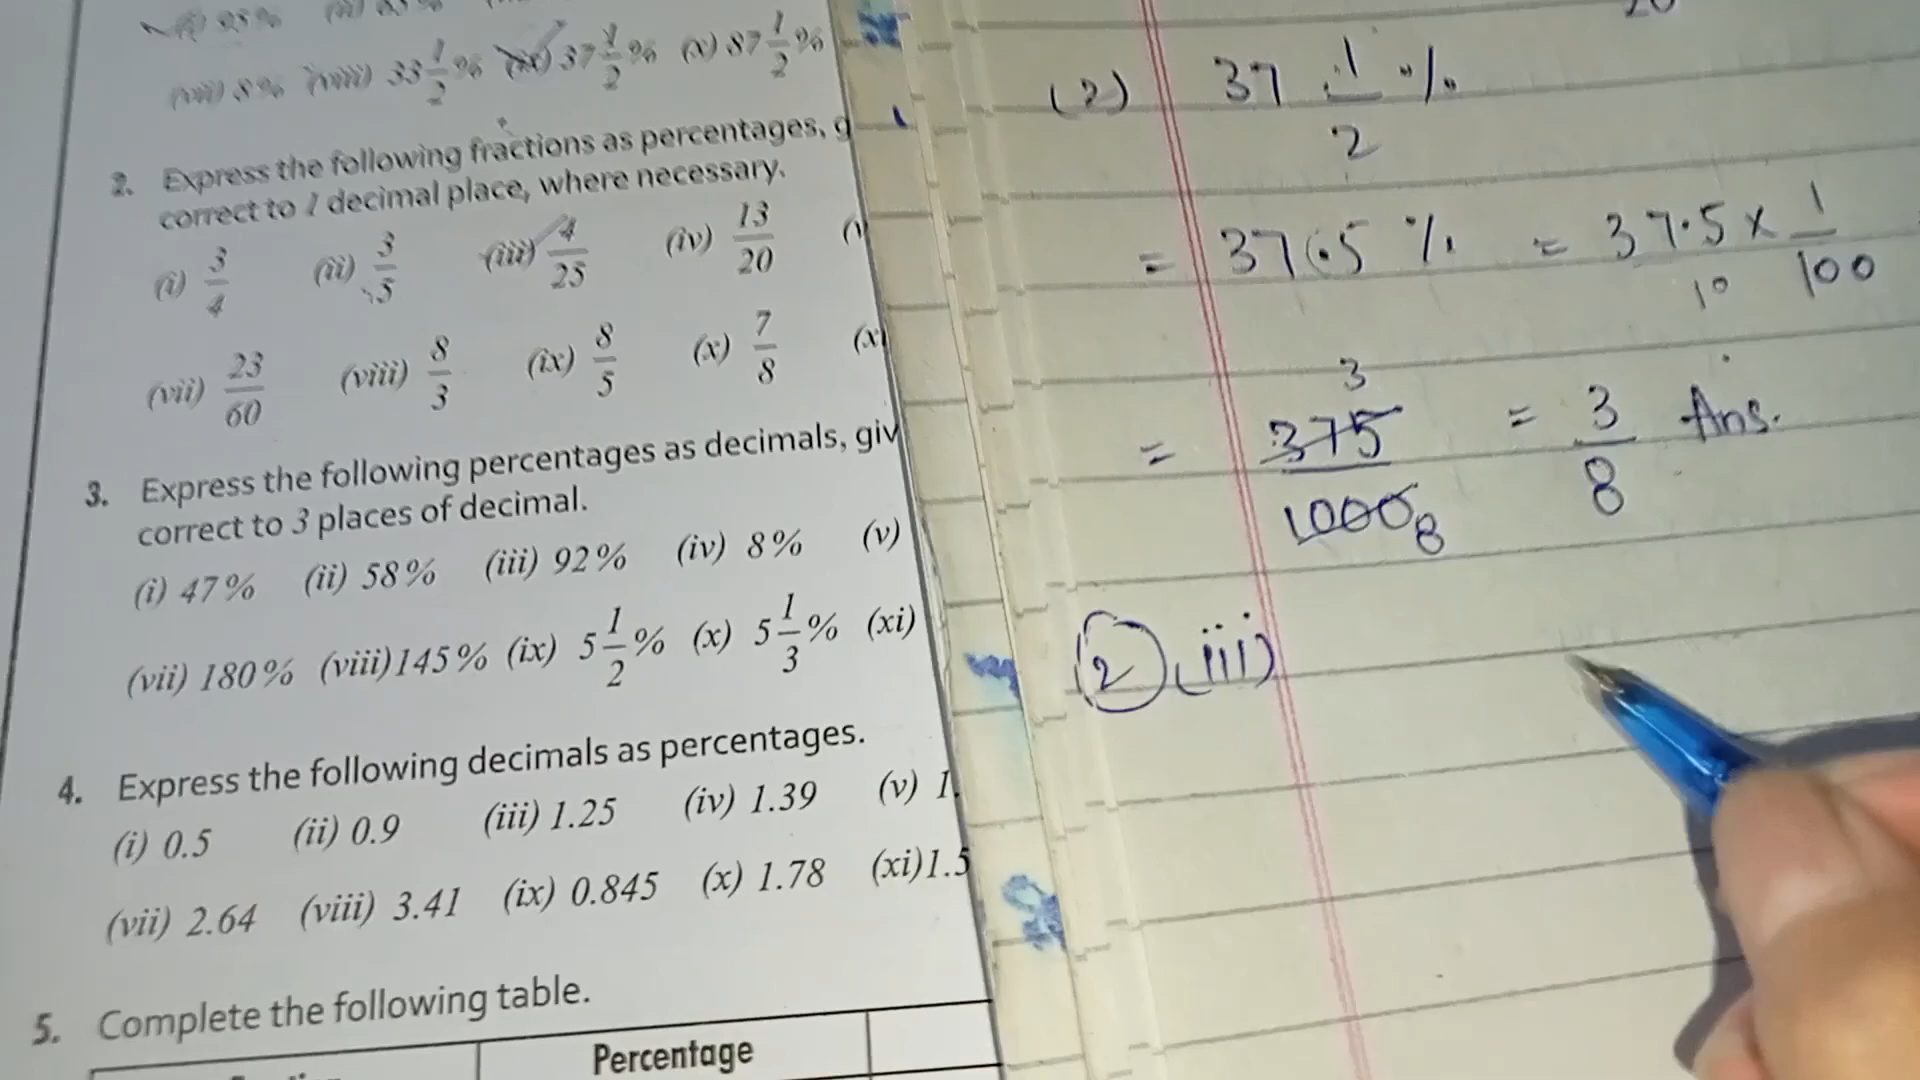 (vii) 8% (viii) 33 1/2 % (ix) 37 1/2 % (x) 87 1/2 %
2. Express the following fractions as percentages, g
correct to 1 decimal place, where necessary.
(i) 3/4 (ii) 3/5 (iii) 4/25 (iv) 13/20 (v
(vii) 23/60 (viii) 8/3 (ix) 8/5 (x) 7/8 (x
3. Express the following percentages as decimals, giv
correct to 3 places of decimal.
(i) 47% (ii) 58% (iii) 92% (iv) 8% (v)
(vii) 180% (viii) 145% (ix) 5 1/2 % (x) 5 1/3 % (xi)
4. Express the following decimals as percentages.
(i) 0.5 (ii) 0.9 (iii) 1.25 (iv) 1.39 (v) 1.
(vii) 2.64 (viii) 3.41 (ix) 0.845 (x) 1.78 (xi) 1.5
5. Complete the following table.
Percentage
(2) 37 1/2 %
= 37.5 % = 37.5/10 × 1/100
= 375/1000 3 8 = 3/8 Ans.
2 (iii)